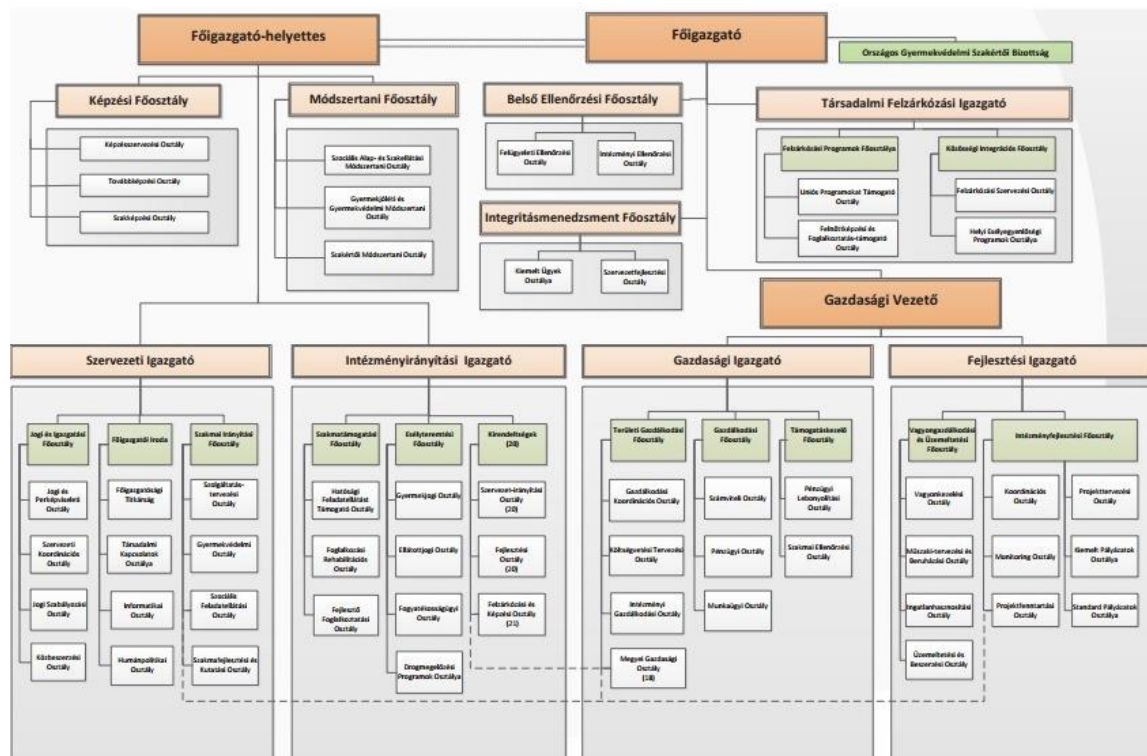 Főigazgató-helyettes
Főigazgató
Országos Gyermekvédelmi Szakértői Bizottság
Képzési Főosztály
Képzésszervezési Osztály
Továbbképzési Osztály
Szakképzési Osztály
Módszertani Főosztály
Szociális Alap- és Szakellátási
Módszertani Osztály
Gyermekjóléti és
Gyermekvédelmi Módszertani
Osztály
Szakértői Módszertani Osztály
Belső Ellenőrzési Főosztály
Felügyeleti Ellenőrzési
Osztály
Intézményi Ellenőrzési
Osztály
Integritásmenedzsment Főosztály
Kiemelt Ügyek
Osztálya
Szervezetfejlesztési
Osztály
Társadalmi Felzárkózási Igazgató
Felzárkózási Programok Főosztálya
Uniós Programokat Támogató
Osztály
Felnőttképzési és
Foglalkoztatás-támogató
Osztály
Közösségi Integrációs Főosztály
Felzárkózási Szervezési Osztály
Helyi Esélyegyenlőségi
Programok Osztálya
Gazdasági Vezető
Szervezeti Igazgató
Jogi és Igazgatási
Főosztály
Jogi és
Perképviseleti
Osztály
Szervezeti
Koordinációs
Osztály
Jogi Szabályozási
Osztály
Közbeszerzési
Osztály
Főigazgatói Iroda
Főigazgatósági
Titkárság
Társadalmi
Kapcsolatok
Osztálya
Informatikai
Osztály
Humánpolitikai
Osztály
Szakmai Irányítási
Főosztály
Szolgáltatás-
tervezési
Osztály
Gyermekvédelmi
Osztály
Szociális
Feladatellátási
Osztály
Szakmafejlesztési és
Kutatási Osztály
Intézményirányítási Igazgató
Szakmatámogatási
Főosztály
Hatósági
Feladatellátást
Támogató Osztály
Foglalkozási
Rehabilitációs
Osztály
Fejlesztő
Foglalkoztatási
Osztály
Esélyteremtési
Főosztály
Gyermekjogi Osztály
Ellátottjogi Osztály
Fogyatékosságügyi
Osztály
Drogmegelőzési
Programok Osztálya
Kirendeltségek
(20)
Szervezet-irányítási
Osztály
(20)
Fejlesztési Osztály
(20)
Felzárkózási és
Képzési Osztály
(21)
Gazdasági Igazgató
Területi Gazdálkodási
Főosztály
Gazdálkodási
Koordinációs Osztály
Költségvetési Tervezési
Osztály
Intézményi
Gazdálkodási Osztály
Megyei Gazdasági
Osztály
(18)
Gazdálkodási
Főosztály
Számviteli Osztály
Pénzügyi Osztály
Munkaügyi Osztály
Támogatáskezelő
Főosztály
Pénzügyi
Lebonyolítási
Osztály
Szakmai Ellenőrzési
Osztály
Fejlesztési Igazgató
Vagyongazdálkodási
és Üzemeltetési
Főosztály
Vagyonkezelési
Osztály
Műszaki-tervezési és
Beruházási Osztály
Ingatlanhasznosítási
Osztály
Üzemeltetési és
Beszerzési Osztály
Intézményfejlesztési Főosztály
Koordinációs
Osztály
Monitoring Osztály
Projektfenntartási
Osztály
Projekttervezési
Osztály
Kiemelt Pályázatok
Osztálya
Standard Pályázatok
Osztálya